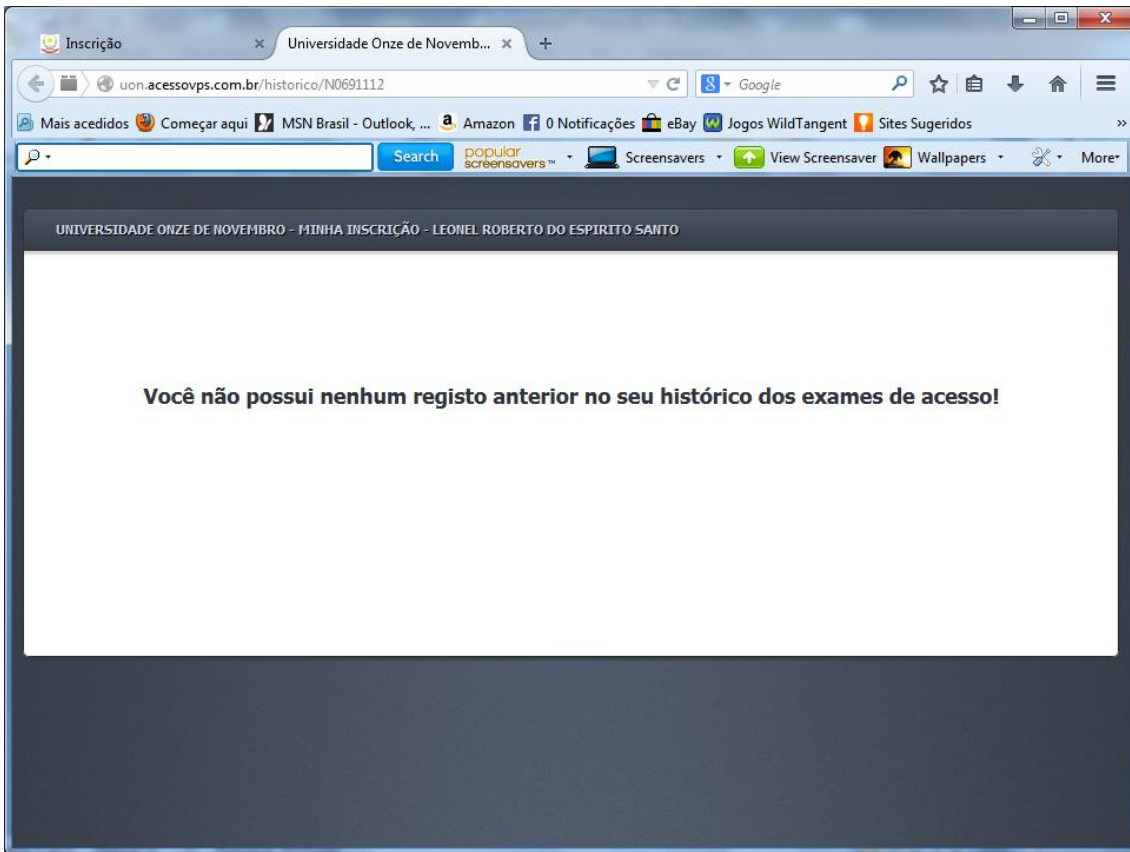 Inscrição
Universidade Onze de Novemb...
uon.acessovps.com.br/historico/N0691112
8 Google
Mais acedidos Começar aqui MSN Brasil - Outlook, ... a Amazon f 0 Notificações eBay W Jogos WildTangent Sites Sugeridos »
Search popular screensavers™ Screensavers View Screensaver Wallpapers More
UNIVERSIDADE ONZE DE NOVEMBRO - MINHA INSCRIÇÃO - LEONEL ROBERTO DO ESPIRITO SANTO
Você não possui nenhum registo anterior no seu histórico dos exames de acesso!